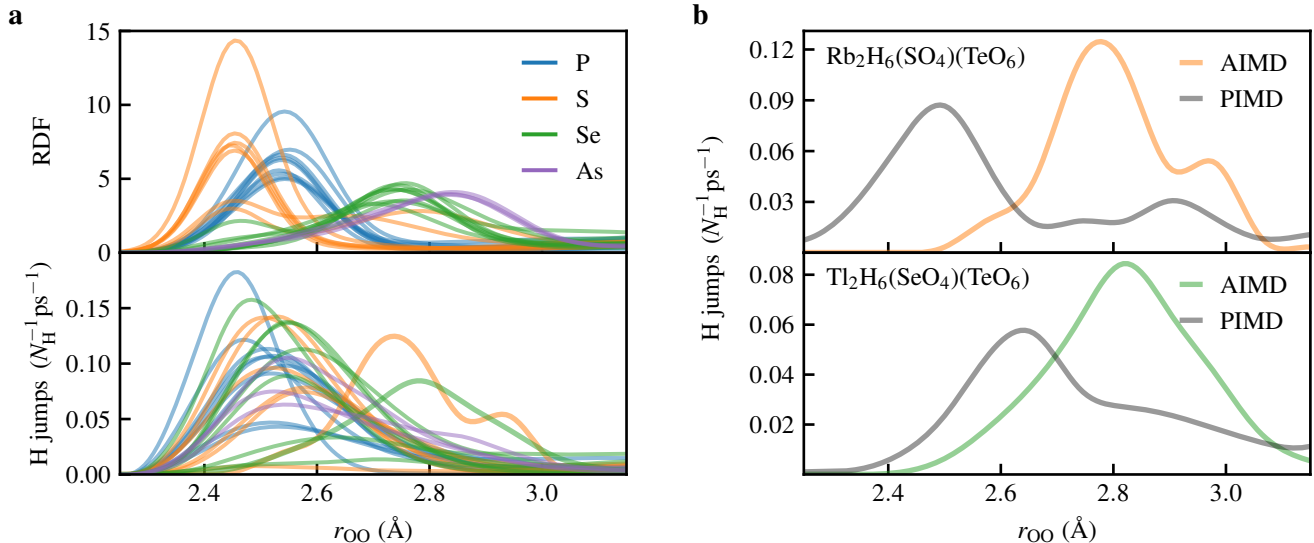 a
15
10
5
0
RDF
P
S
Se
As
0.15
0.10
0.05
0.00
H jumps (N_H^{-1}ps^{-1})
2.4 2.6 2.8 3.0
r_OO (Å)
b
0.12
0.09
0.06
0.03
Rb₂H₆(SO₄)(TeO₆)
AIMD
PIMD
H jumps (N_H^{-1}ps^{-1})
0.08
0.06
0.04
0.02
Tl₂H₆(SeO₄)(TeO₆)
AIMD
PIMD
2.4 2.6 2.8 3.0
r_OO (Å)